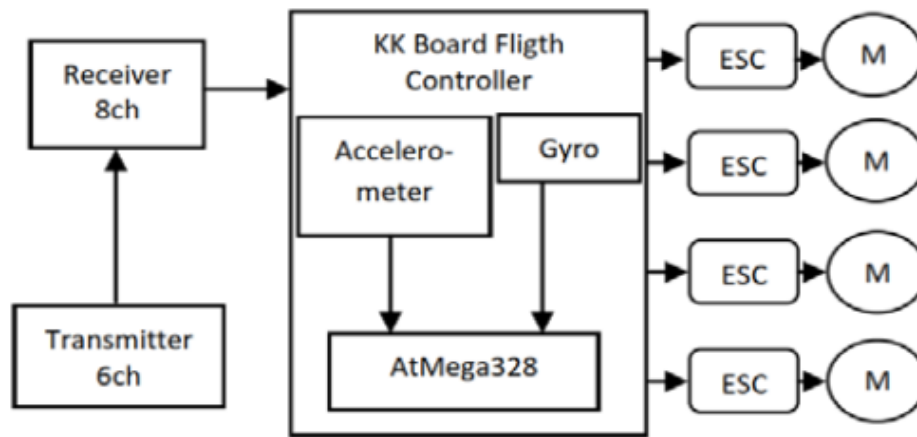 Receiver
8ch
Transmitter
6ch
KK Board Fligth
Controller
Accelero-
meter
Gyro
AtMega328
ESC
M
ESC
M
ESC
M
ESC
M